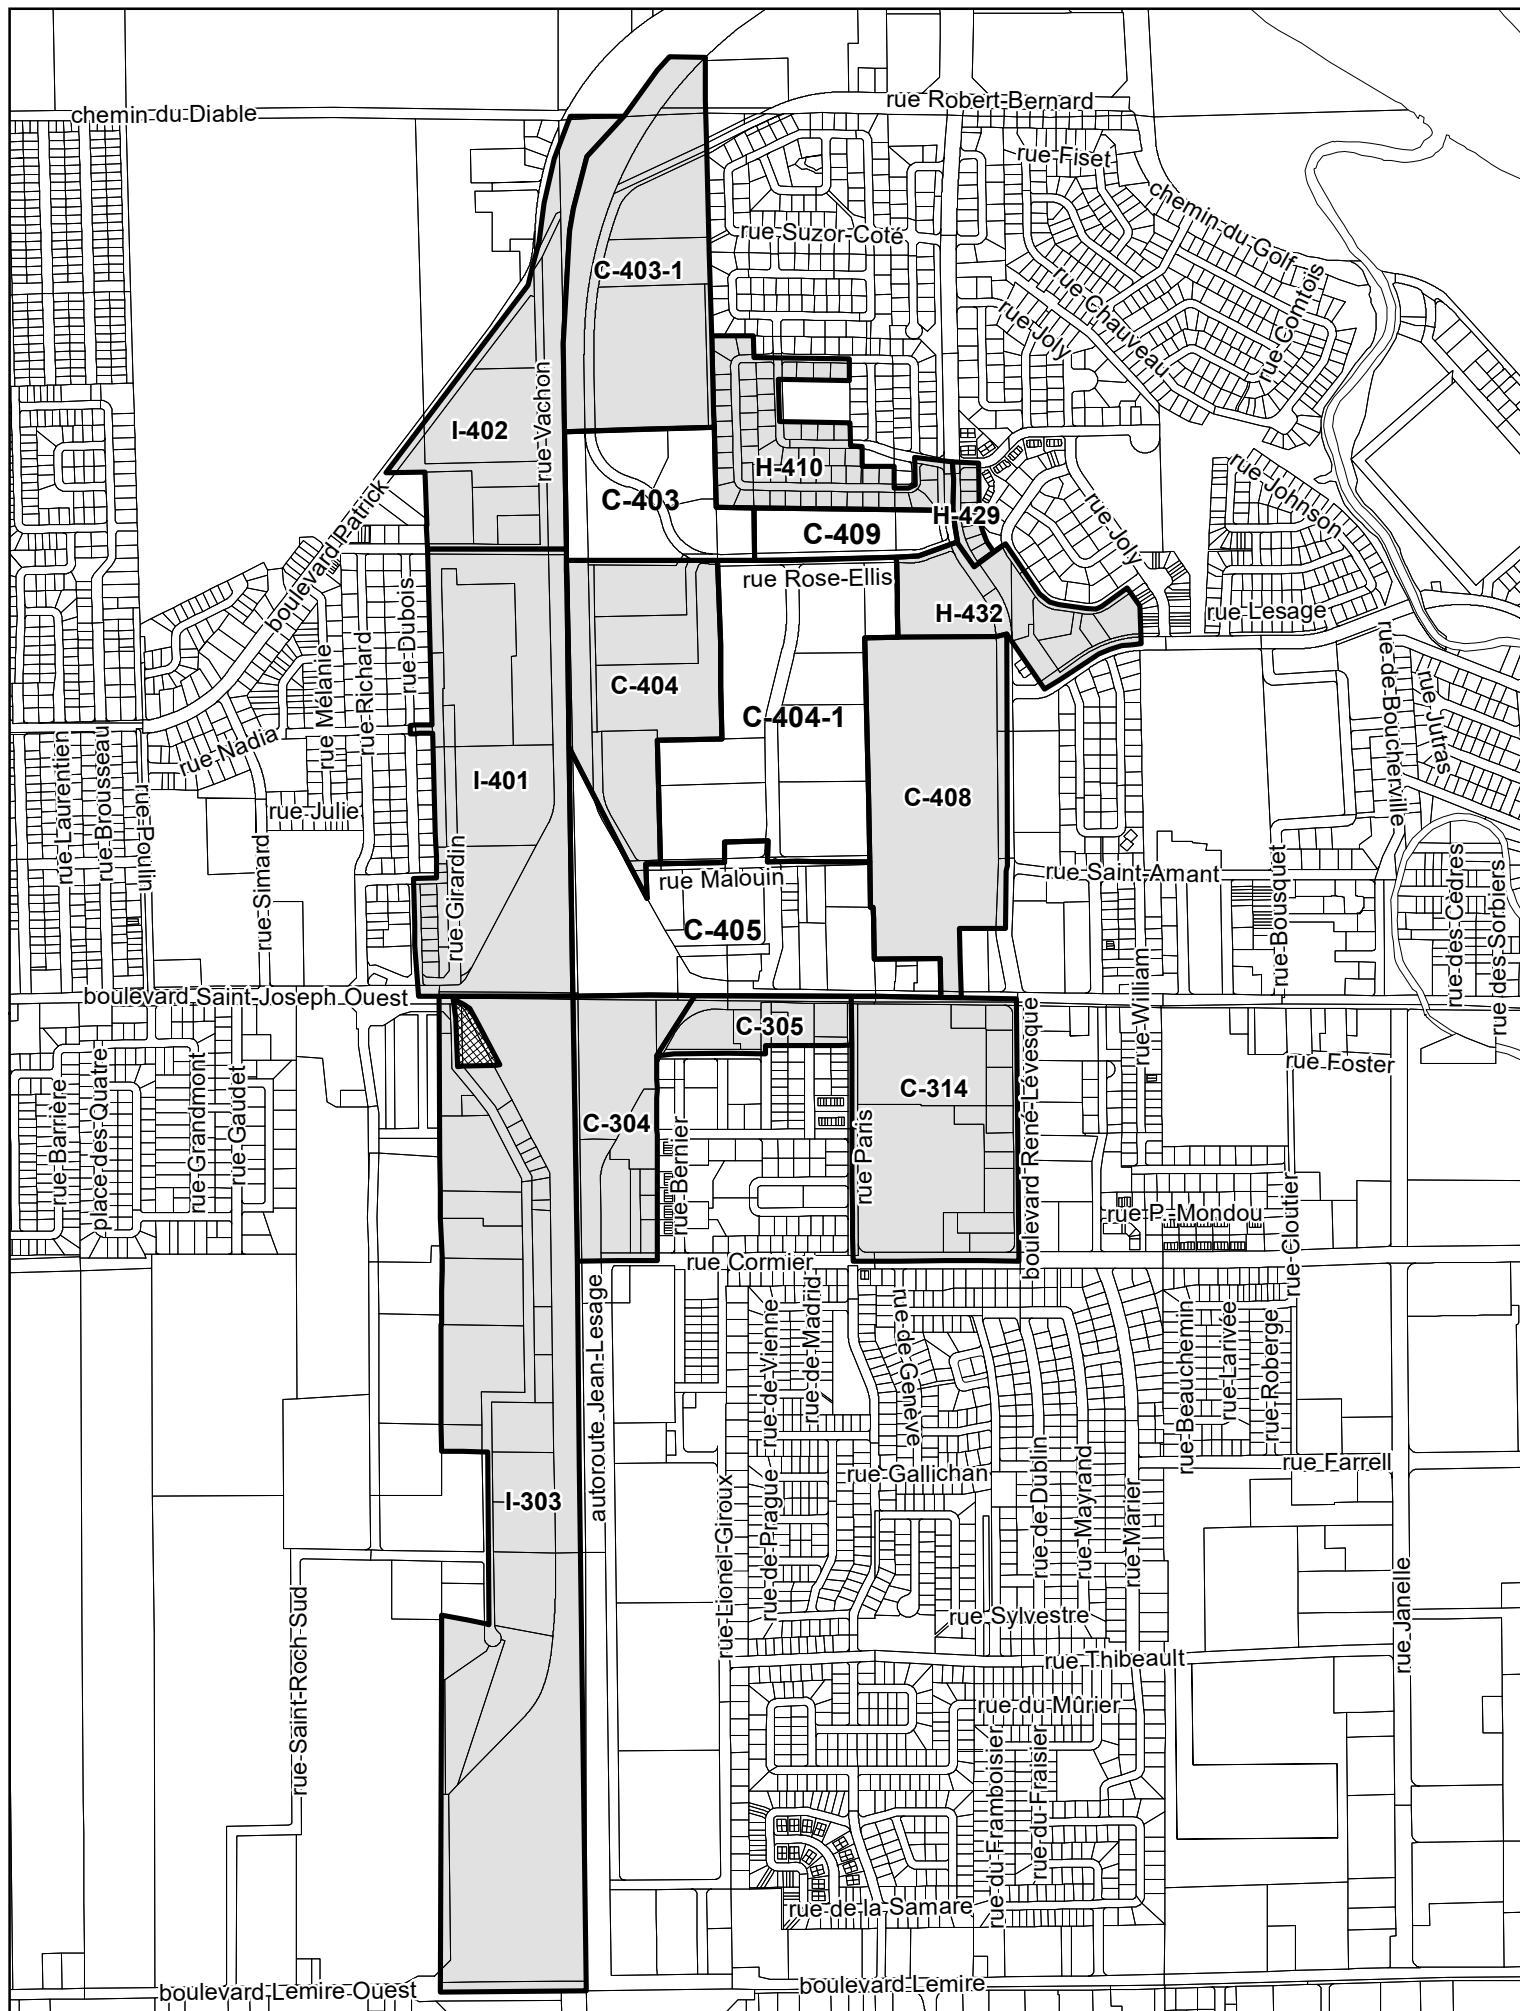 rue Robert-Bernard
chemin du Diable
rue Fiset
chemin du Golf
rue Suzor-Coté
C-403-1
rue Chauveau
rue Comtois
rue Joly
rue Vachon
I-402
H-410
rue Johnson
boulevard Patrick
C-403
H-429
rue Joly
C-409
rue Rose-Ellis
rue Dubois
H-432
rue Lesage
rue Richard
rue Mélanie
C-404
rue de Boucherville
rue Jutras
C-404-1
rue Nadia
rue Laurentien
rue Brousseau
I-401
C-408
rue Poulin
rue Julie
rue Simard
rue Girardin
rue Malouin
rue Saint-Amant
rue Bousquet
rue des Cèdres
rue des Sorbiers
C-405
rue William
boulevard Saint-Joseph Ouest
C-305
boulevard René-Lévesque
rue Foster
C-314
rue Barrière
place des Quatre
rue Grandmont
rue Gaudet
C-304
rue Bernier
rue Paris
rue P.-Mondou
rue Cloutier
rue Cormier
autoroute Jean-Lesage
rue de Vienne
rue de Madrid
rue de Genève
rue Beauchemin
rue Larivée
rue Roberge
rue Gallichan
rue Farrell
I-303
rue Lionel-Giroux
rue de Prague
rue de Dublin
rue Mayrand
rue Marier
rue Saint-Roch Sud
rue Sylvestre
rue Janelle
rue Thibeault
rue du Mûrier
rue du Framboisier
rue du Fraisier
rue de la Samare
boulevard Lemire Ouest
boulevard Lemire